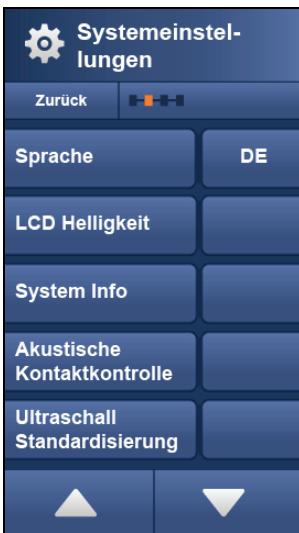 Systemeinstel-
lungen
Zurück
Sprache DE
LCD Helligkeit
System Info
Akustische
Kontaktkontrolle
Ultraschall
Standardisierung